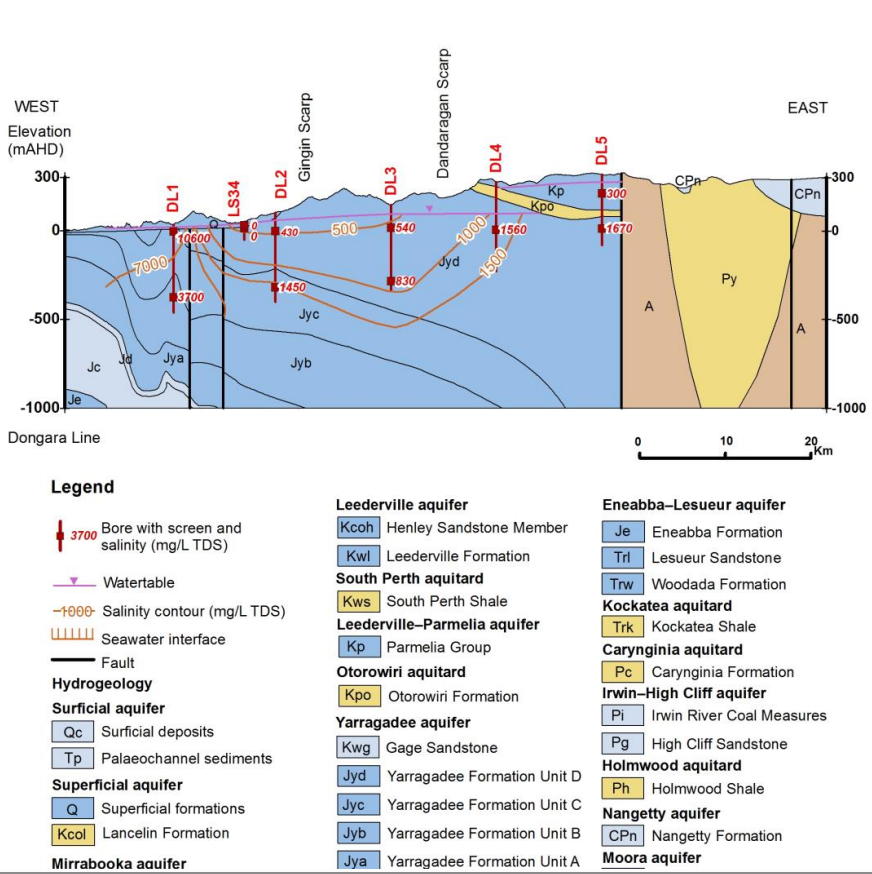 Gingin Scarp
Dandaragan Scarp
WEST
EAST
Elevation
(mAHD)
300
0
-500
-1000
DL1
LS34
DL2
DL3
DL4
DL5
300
0
-500
-1000
Q
Kp
Kpo
CPn
CPn
10600
3700
0
0
430
1450
540
830
1560
300
1670
7000
500
1000
1500
Jyd
Jyc
Jyb
Jya
Jd
Jc
Je
A
Py
A
Dongara Line
0 10 20
Km
Legend
3700 Bore with screen and
salinity (mg/L TDS)
Watertable
1000 Salinity contour (mg/L TDS)
Seawater interface
Fault
Hydrogeology
Surficial aquifer
Qc Surficial deposits
Tp Palaeochannel sediments
Superficial aquifer
Q Superficial formations
Kcol Lancelin Formation
Mirrabooka aquifer
Leederville aquifer
Kcoh Henley Sandstone Member
Kwl Leederville Formation
South Perth aquitard
Kws South Perth Shale
Leederville–Parmelia aquifer
Kp Parmelia Group
Otorowiri aquitard
Kpo Otorowiri Formation
Yarragadee aquifer
Kwg Gage Sandstone
Jyd Yarragadee Formation Unit D
Jyc Yarragadee Formation Unit C
Jyb Yarragadee Formation Unit B
Jya Yarragadee Formation Unit A
Eneabba–Lesueur aquifer
Je Eneabba Formation
Trl Lesueur Sandstone
Trw Woodada Formation
Kockatea aquitard
Trk Kockatea Shale
Carynginia aquitard
Pc Carynginia Formation
Irwin–High Cliff aquifer
Pi Irwin River Coal Measures
Pg High Cliff Sandstone
Holmwood aquitard
Ph Holmwood Shale
Nangetty aquifer
CPn Nangetty Formation
Moora aquifer